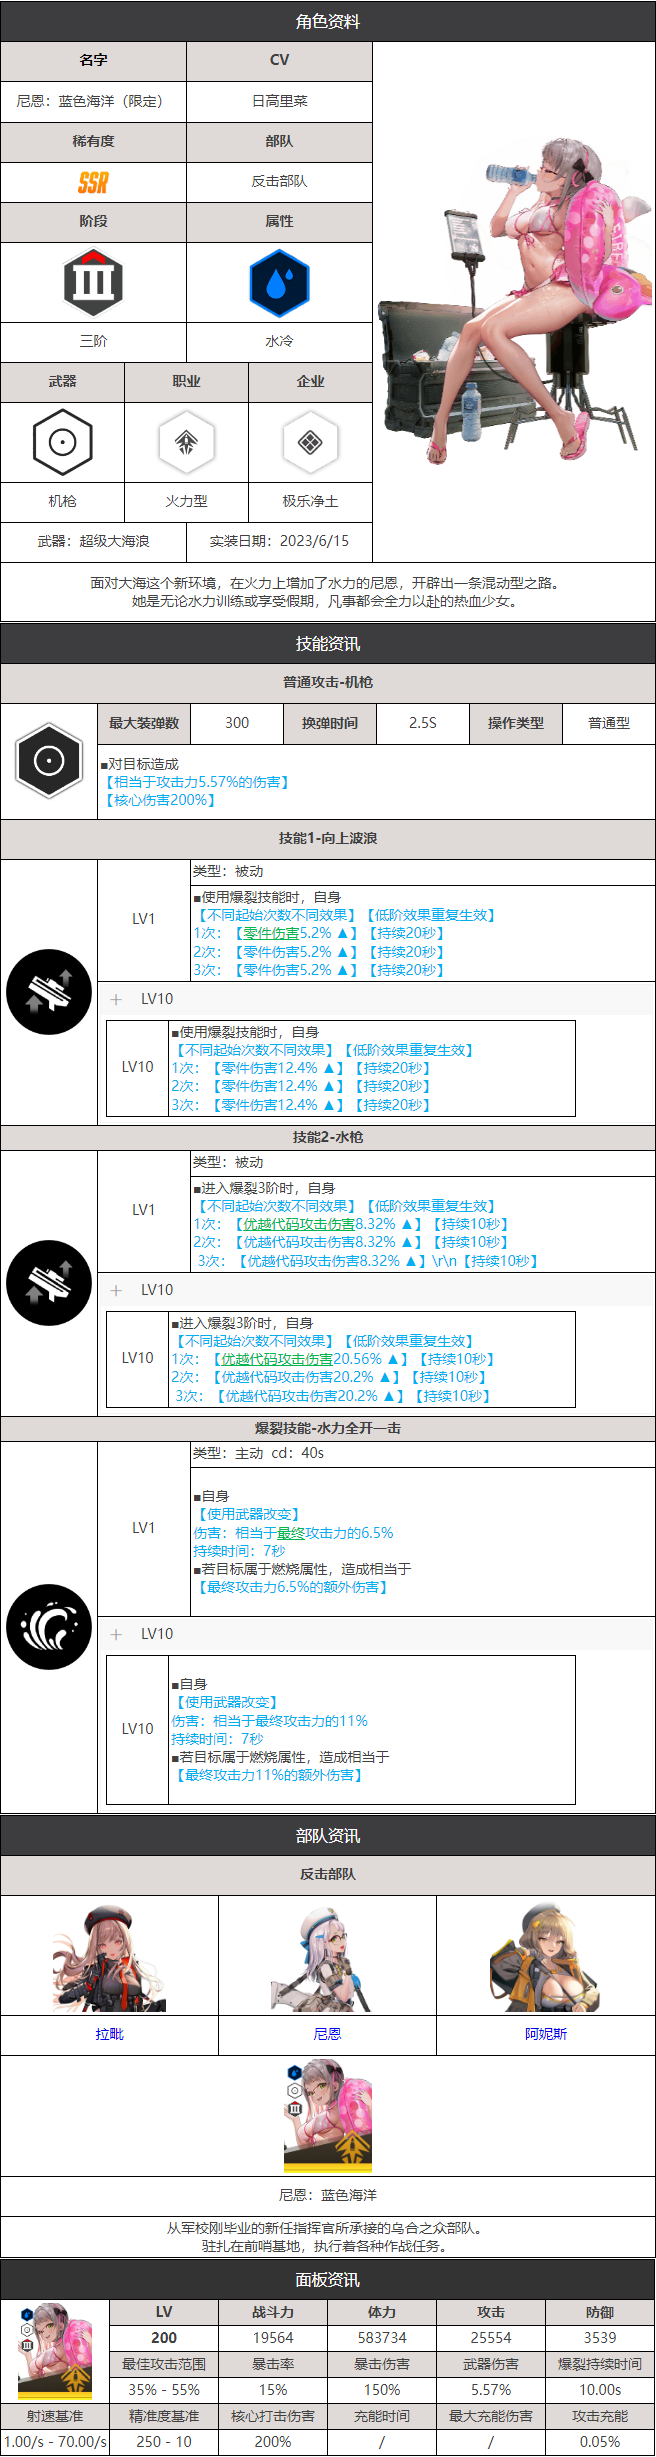 角色资料
名字 CV
尼恩：蓝色海洋（限定） 日高里菜
稀有度 部队
SSR 反击部队
阶段 属性
三阶 水冷
武器 职业 企业
机枪 火力型 极乐净土
武器：超级大海浪 实装日期：2023/6/15
面对大海这个新环境，在火力上增加了水力的尼恩，开辟出一条混动型之路。
她是无论水力训练或享受假期，凡事都会全力以赴的热血少女。
技能资讯
普通攻击-机枪
最大装弹数 300 换弹时间 2.5S 操作类型 普通型
■对目标造成
【相当于攻击力5.57%的伤害】
【核心伤害200%】
技能1-向上波浪
类型：被动
LV1
■使用爆裂技能时，自身
【不同起始次数不同效果】【低阶效果重复生效】
1次：【零件伤害5.2% ▲】【持续20秒】
2次：【零件伤害5.2% ▲】【持续20秒】
3次：【零件伤害5.2% ▲】【持续20秒】
＋ LV10
LV10
■使用爆裂技能时，自身
【不同起始次数不同效果】【低阶效果重复生效】
1次：【零件伤害12.4% ▲】【持续20秒】
2次：【零件伤害12.4% ▲】【持续20秒】
3次：【零件伤害12.4% ▲】【持续20秒】
技能2-水枪
类型：被动
LV1
■进入爆裂3阶时，自身
【不同起始次数不同效果】【低阶效果重复生效】
1次：【优越代码攻击伤害8.32% ▲】【持续10秒】
2次：【优越代码攻击伤害8.32% ▲】【持续10秒】
3次：【优越代码攻击伤害8.32% ▲】\r\n【持续10秒】
＋ LV10
LV10
■进入爆裂3阶时，自身
【不同起始次数不同效果】【低阶效果重复生效】
1次：【优越代码攻击伤害20.56% ▲】【持续10秒】
2次：【优越代码攻击伤害20.2% ▲】【持续10秒】
3次：【优越代码攻击伤害20.2% ▲】【持续10秒】
爆裂技能-水力全开一击
类型：主动 cd：40s
LV1
■自身
【使用武器改变】
伤害：相当于最终攻击力的6.5%
持续时间：7秒
■若目标属于燃烧属性，造成相当于
【最终攻击力6.5%的额外伤害】
＋ LV10
LV10
■自身
【使用武器改变】
伤害：相当于最终攻击力的11%
持续时间：7秒
■若目标属于燃烧属性，造成相当于
【最终攻击力11%的额外伤害】
部队资讯
反击部队
拉毗 尼恩 阿妮斯
尼恩：蓝色海洋
从军校刚毕业的新任指挥官所承接的乌合之众部队。
驻扎在前哨基地，执行着各种作战任务。
面板资讯
LV 战斗力 体力 攻击 防御
200 19564 583734 25554 3539
最佳攻击范围 暴击率 暴击伤害 武器伤害 爆裂持续时间
35% - 55% 15% 150% 5.57% 10.00s
射速基准 精准度基准 核心打击伤害 充能时间 最大充能伤害 攻击充能
1.00/s - 70.00/s 250 - 10 200% / / 0.05%